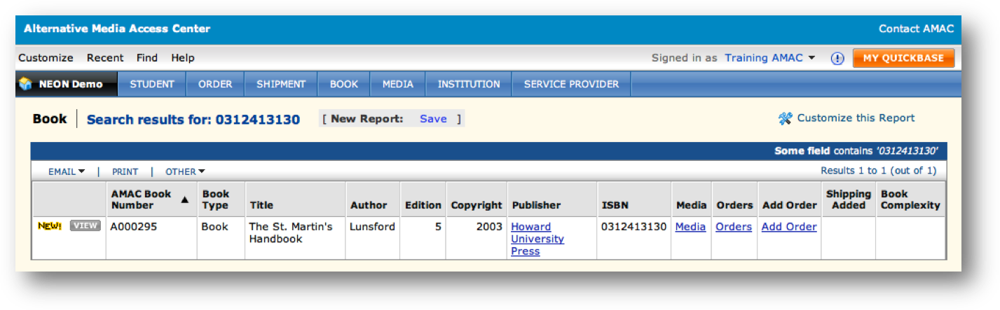 Alternative Media Access Center Contact AMAC
Customize Recent Find Help Signed in as Training AMAC MY QUICKBASE
NEON Demo STUDENT ORDER SHIPMENT BOOK MEDIA INSTITUTION SERVICE PROVIDER
Book Search results for: 0312413130 [ New Report: Save ] Customize this Report
Some field contains '0312413130'
EMAIL | PRINT | OTHER Results 1 to 1 (out of 1)
AMAC Book Book Shipping Book
Number Type Title Author Edition Copyright Publisher ISBN Media Orders Add Order Added Complexity
NEW! VIEW A000295 Book The St. Martin's Lunsford 5 2003 Howard 0312413130 Media Orders Add Order
Handbook University
Press